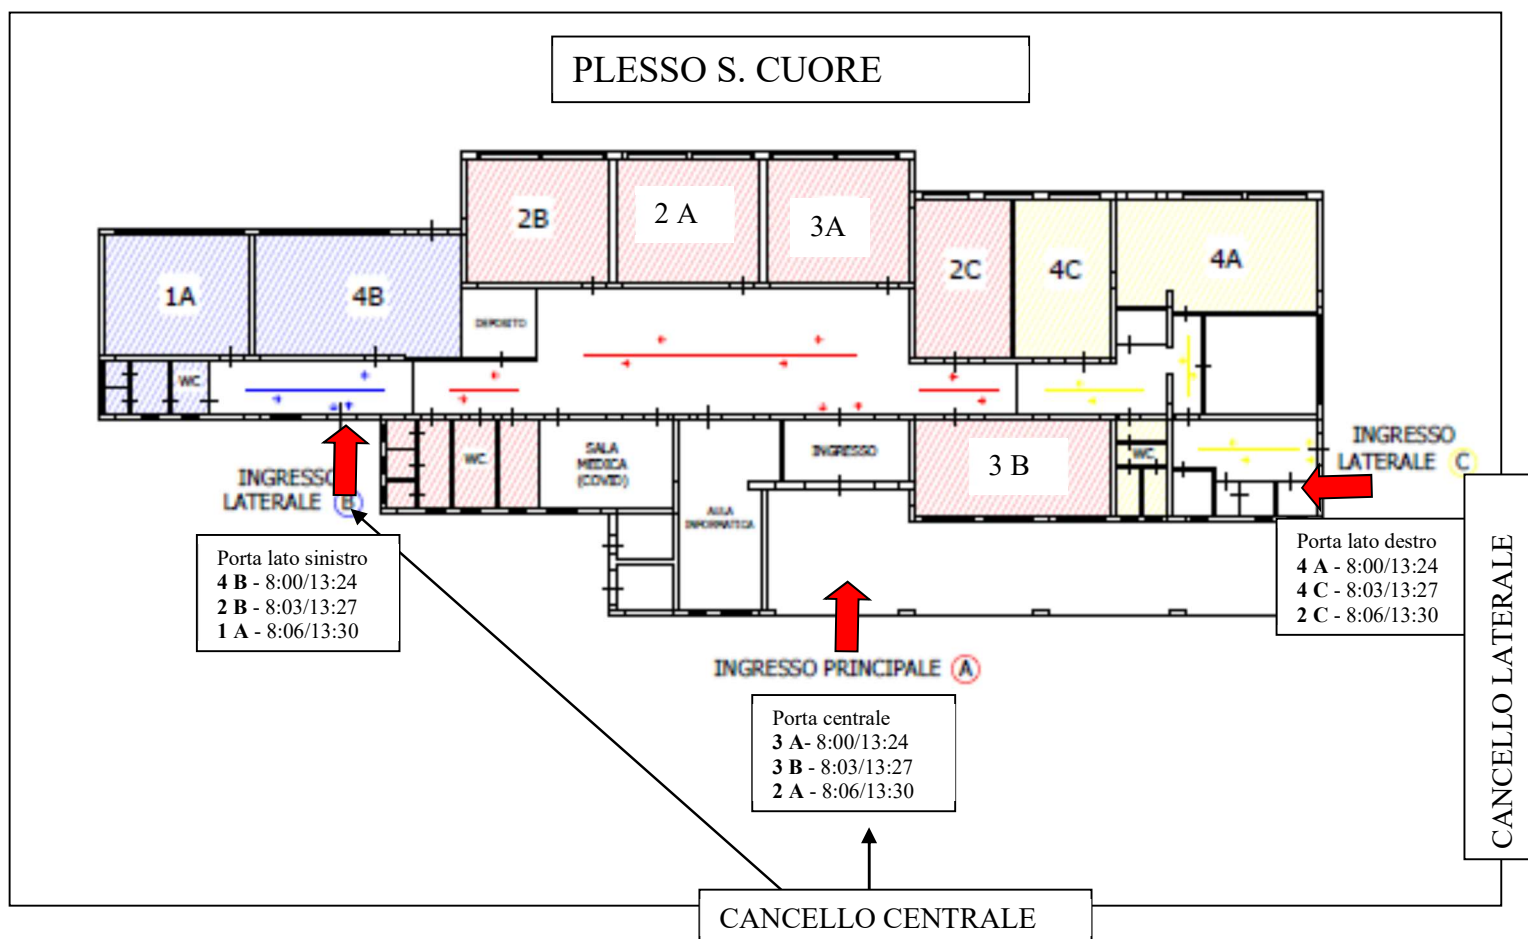 PLESSO S. CUORE
2B
2 A
3A
2C
4C
4A
1A
4B
DEPOSITO
WC
WC
SALA
MEDICA
(COVID)
INGRESSO
3 B
WC
AULA
INFORMATICA
INGRESSO
LATERALE B
INGRESSO
LATERALE C
Porta lato sinistro
4 B - 8:00/13:24
2 B - 8:03/13:27
1 A - 8:06/13:30
Porta lato destro
4 A - 8:00/13:24
4 C - 8:03/13:27
2 C - 8:06/13:30
CANCELLO LATERALE
INGRESSO PRINCIPALE A
Porta centrale
3 A- 8:00/13:24
3 B - 8:03/13:27
2 A - 8:06/13:30
CANCELLO CENTRALE